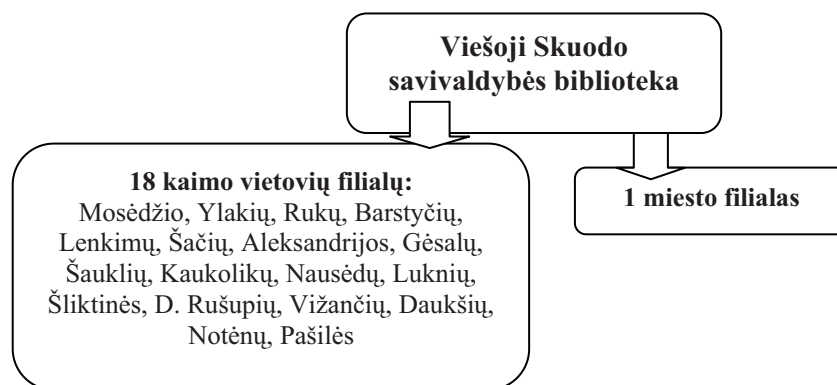 Viešoji Skuodo
savivaldybės biblioteka
18 kaimo vietovių filialų:
Mosėdžio, Ylakių, Rukų, Barstyčių,
Lenkimų, Šačių, Aleksandrijos, Gėsalų,
Šauklių, Kaukolikų, Nausėdų, Luknių,
Šliktinės, D. Rušupių, Vižančių, Daukšių,
Notėnų, Pašilės
1 miesto filialas